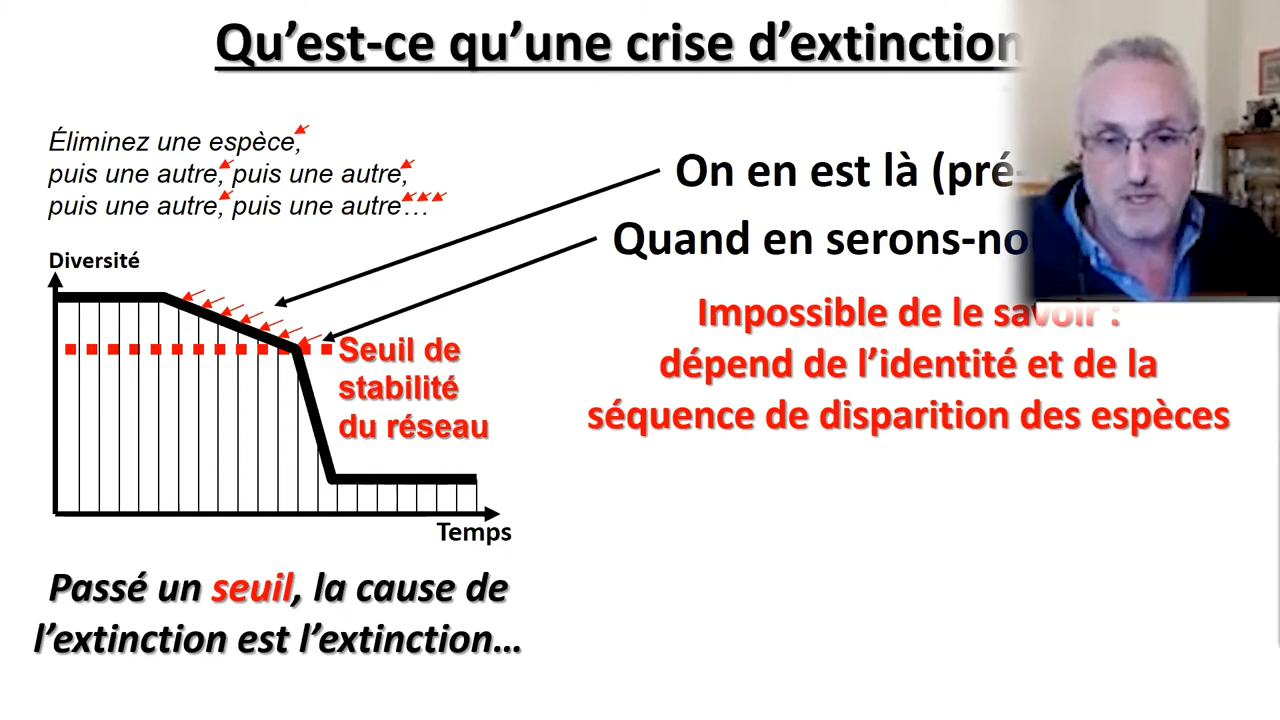 Qu’est-ce qu’une crise d’extinction
Éliminez une espèce,
puis une autre, puis une autre,
puis une autre, puis une autre…
On en est là (pré-
Quand en serons-no
Diversité
Impossible de le savoir :
dépend de l’identité et de la
séquence de disparition des espèces
Seuil de
stabilité
du réseau
Temps
Passé un seuil, la cause de
l’extinction est l’extinction…